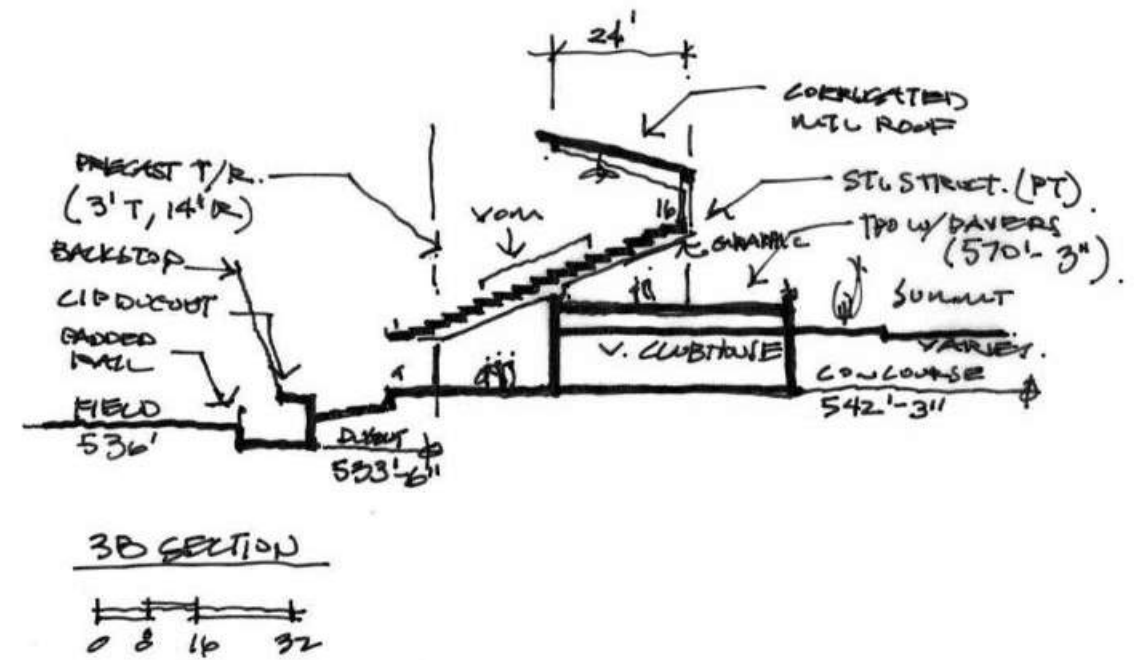 24'
CORRUGATED
MTL ROOF
PRECAST T/R.
(3' T, 14" R)
VOM
16
STL STRUCT. (PT).
TPO W/PAVERS
(570'-3").
BACKSTOP
CIP DUGOUT
PADDED
RAIL
1
SUMMIT
VARIES.
V. CLUBHOUSE
CONCOURSE
542'-3"
FIELD
536'
DUGOUT
533'-6"
3B SECTION
0 8 16 32